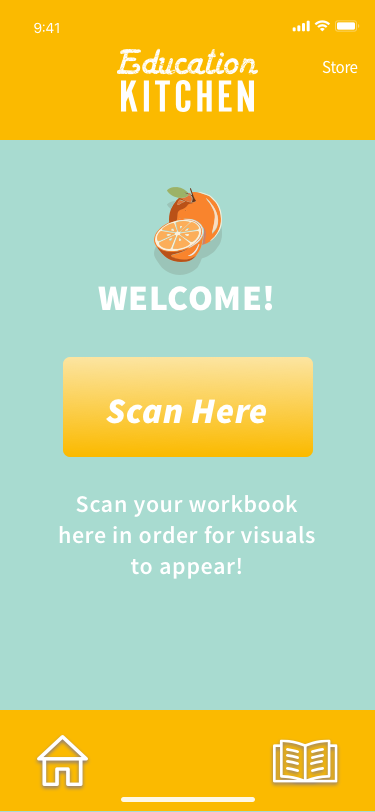 9:41
Education
KITCHEN
Store
WELCOME!
Scan Here
Scan your workbook
here in order for visuals
to appear!